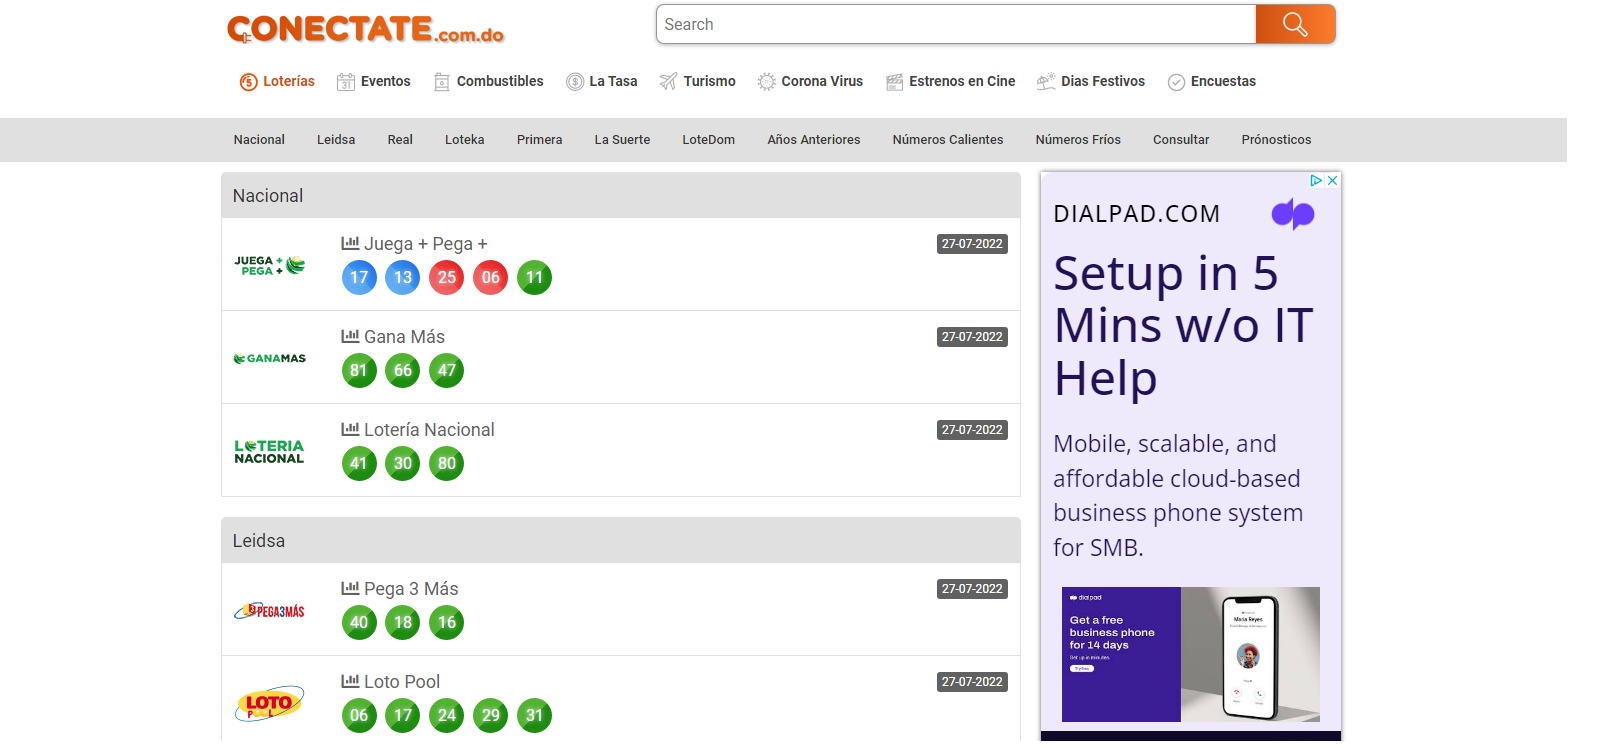 CONECTATE.com.do
Search
Loterías Eventos Combustibles La Tasa Turismo Corona Virus Estrenos en Cine Dias Festivos Encuestas
Nacional Leidsa Real Loteka Primera La Suerte LoteDom Años Anteriores Números Calientes Números Fríos Consultar Prónosticos
Nacional
JUEGA +
PEGA +
Juega + Pega +
27-07-2022
17 13 25 06 11
GANAMAS
Gana Más
27-07-2022
81 66 47
LOTERIA
NACIONAL
Lotería Nacional
27-07-2022
41 30 80
Leidsa
PEGA3MÁS
Pega 3 Más
27-07-2022
40 18 16
LOTO
POOL
Loto Pool
27-07-2022
06 17 24 29 31
DIALPAD.COM
Setup in 5
Mins w/o IT
Help
Mobile, scalable, and
affordable cloud-based
business phone system
for SMB.
dialpad
Get a free
business phone
for 14 days
Set up in minutes.
Maria Reyes